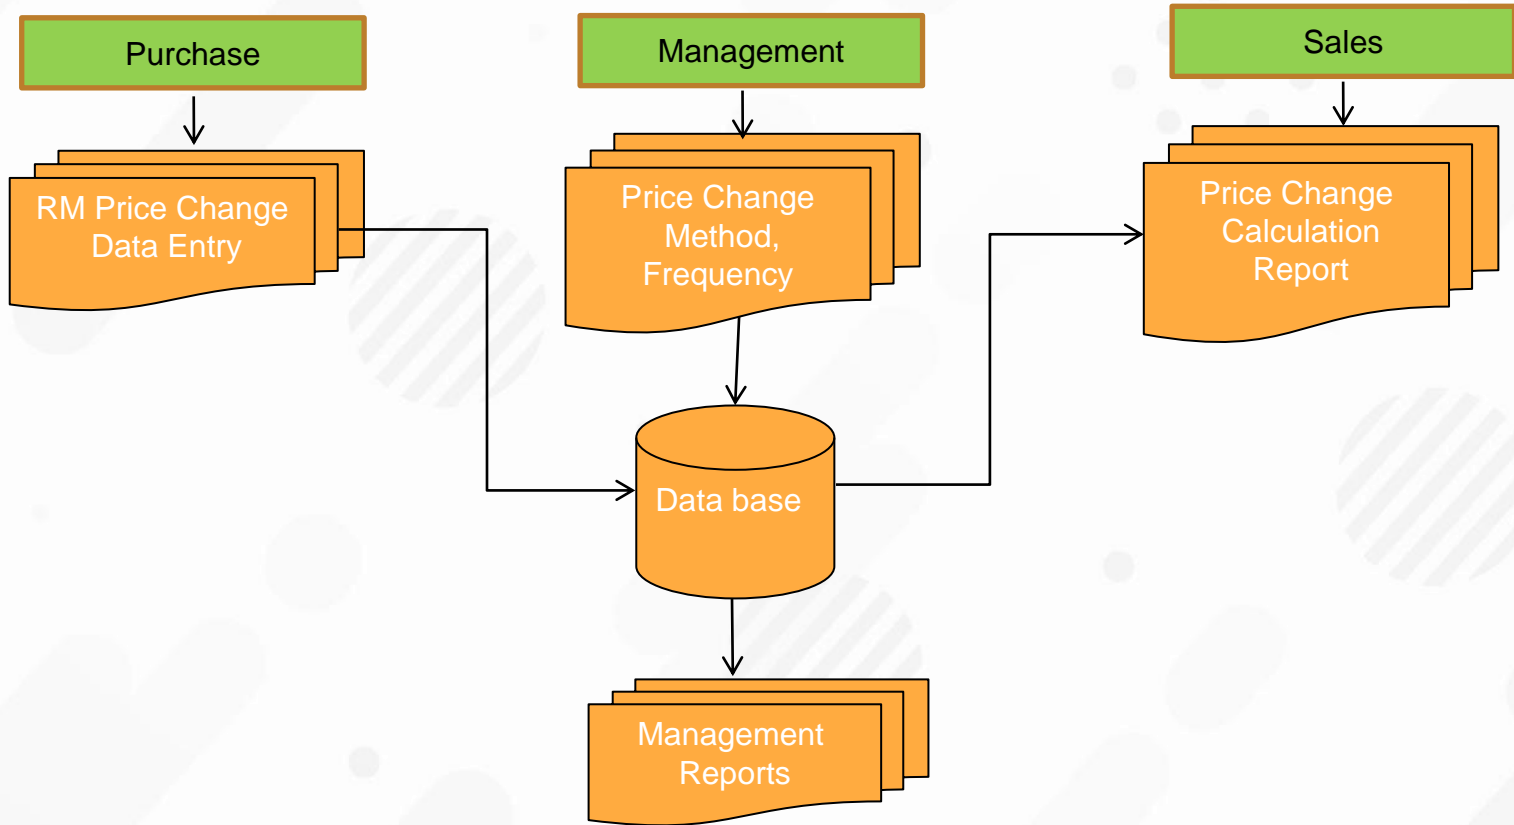 Purchase
Management
Sales
RM Price Change
Data Entry
Price Change
Method,
Frequency
Price Change
Calculation
Report
Data base
Management
Reports